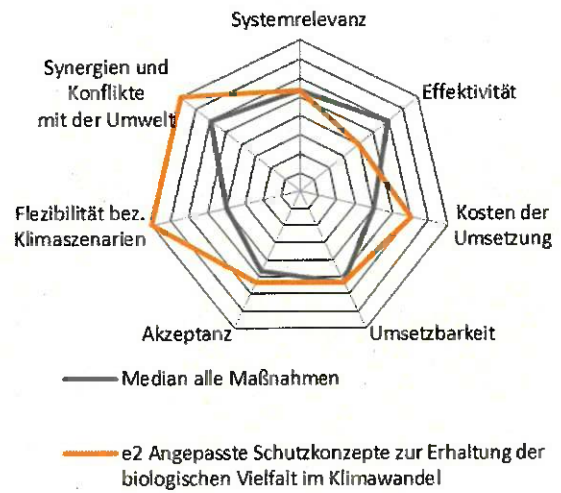 Systemrelevanz
Synergien und
Konflikte
mit der Umwelt
Effektivität
Flezibilität bez.
Klimaszenarien
Kosten der
Umsetzung
Akzeptanz
Umsetzbarkeit
Median alle Maßnahmen
e2 Angepasste Schutzkonzepte zur Erhaltung der
biologischen Vielfalt im Klimawandel